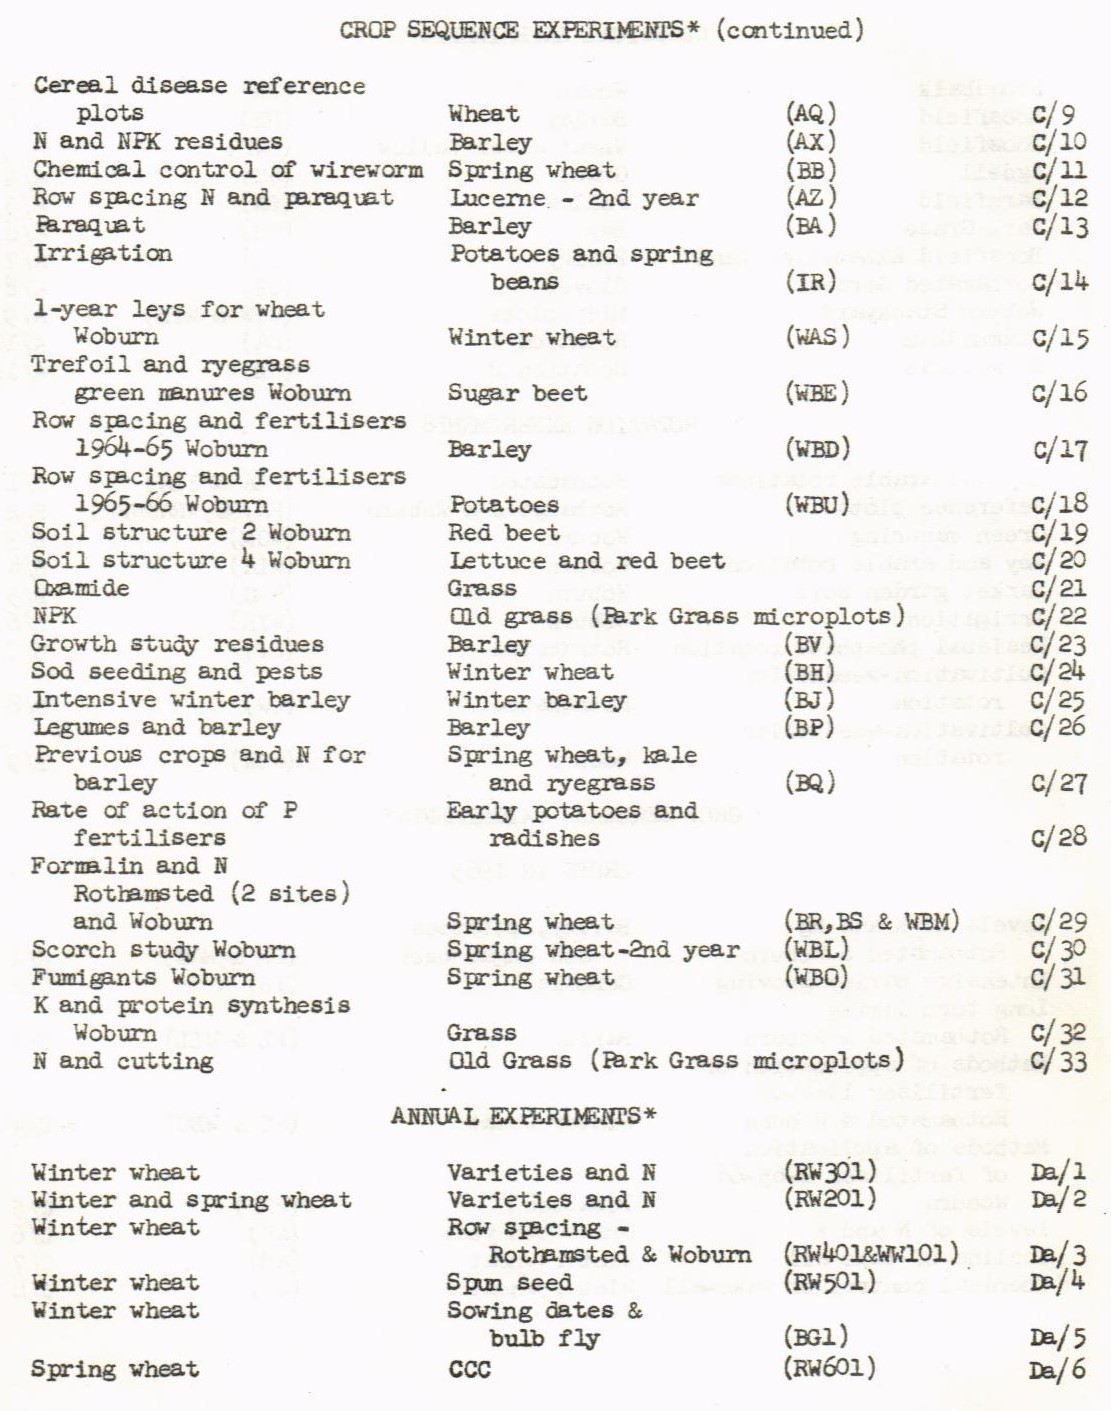 CROP SEQUENCE EXPERIMENTS* (continued)
Cereal disease reference
plots Wheat (AQ) C/9
N and NPK residues Barley (AX) C/10
Chemical control of wireworm Spring wheat (BB) C/11
Row spacing N and paraquat Lucerne - 2nd year (AZ) C/12
Paraquat Barley (BA) C/13
Irrigation Potatoes and spring
beans (IR) C/14
1-year leys for wheat
Woburn Winter wheat (WAS) C/15
Trefoil and ryegrass
green manures Woburn Sugar beet (WBE) C/16
Row spacing and fertilisers
1964-65 Woburn Barley (WBD) C/17
Row spacing and fertilisers
1965-66 Woburn Potatoes (WBU) C/18
Soil structure 2 Woburn Red beet C/19
Soil structure 4 Woburn Lettuce and red beet C/20
Oxamide Grass C/21
NPK Old grass (Park Grass microplots) C/22
Growth study residues Barley (BV) C/23
Sod seeding and pests Winter wheat (BH) C/24
Intensive winter barley Winter barley (BJ) C/25
Legumes and barley Barley (BP) C/26
Previous crops and N for Spring wheat, kale
barley and ryegrass (BQ) C/27
Rate of action of P Early potatoes and
fertilisers radishes C/28
Formalin and N
Rothamsted (2 sites)
and Woburn Spring wheat (BR,BS & WBM) C/29
Scorch study Woburn Spring wheat-2nd year (WBL) C/30
Fumigants Woburn Spring wheat (WBO) C/31
K and protein synthesis
Woburn Grass C/32
N and cutting Old Grass (Park Grass microplots) C/33
ANNUAL EXPERIMENTS*
Winter wheat Varieties and N (RW301) Da/1
Winter and spring wheat Varieties and N (RW201) Da/2
Winter wheat Row spacing -
Rothamsted & Woburn (RW401&WW101) Da/3
Winter wheat Spun seed (RW501) Da/4
Winter wheat Sowing dates &
bulb fly (BG1) Da/5
Spring wheat CCC (RW601) Da/6